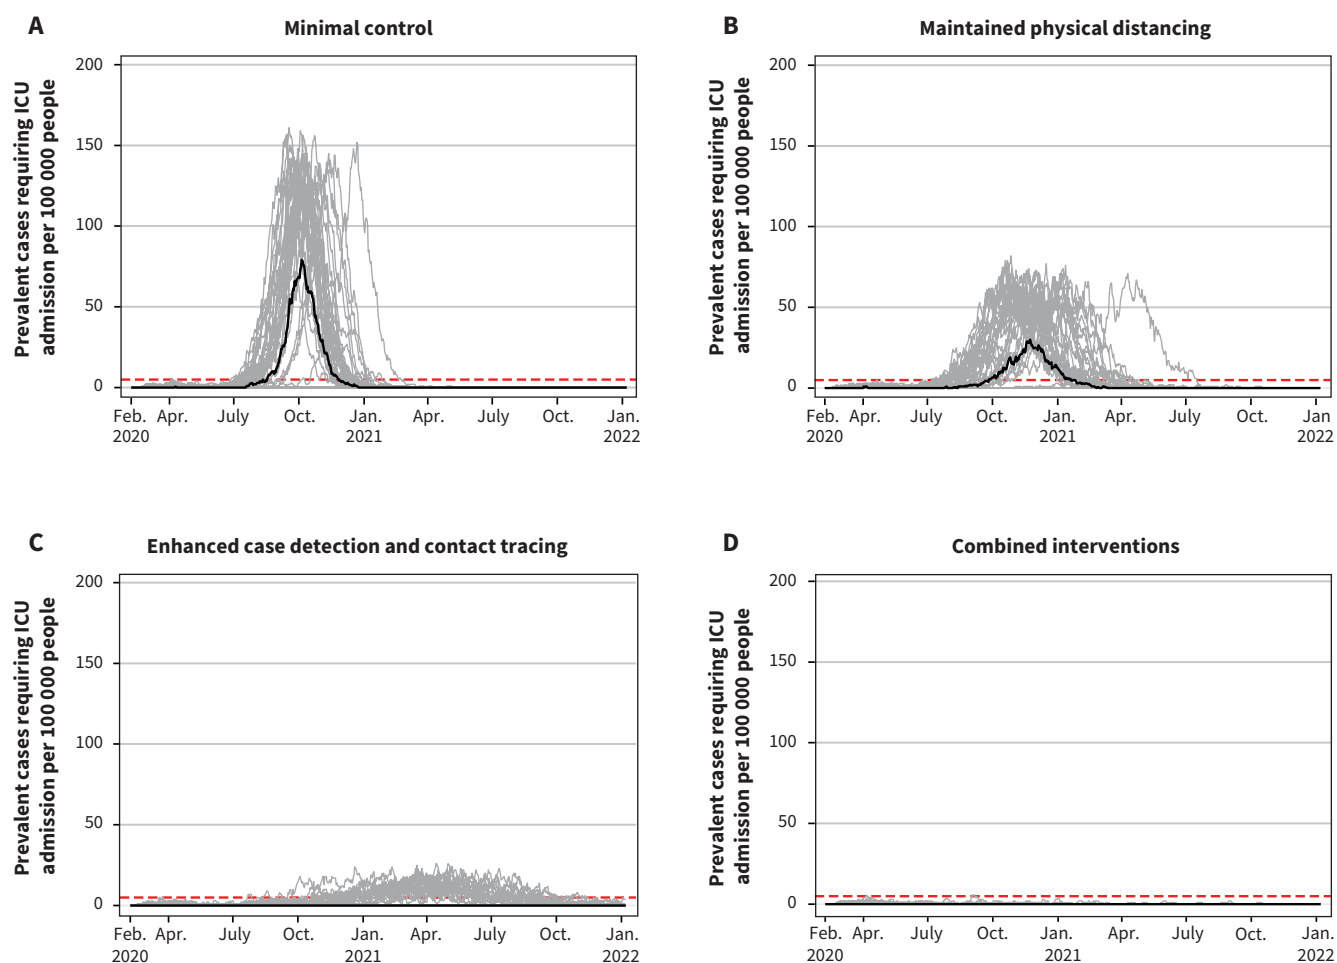 A
Minimal control
Prevalent cases requiring ICU
admission per 100 000 people
200
150
100
50
0
Feb. Apr. July Oct. Jan. Apr. July Oct. Jan.
2020 2021 2022
B
Maintained physical distancing
Prevalent cases requiring ICU
admission per 100 000 people
200
150
100
50
0
Feb. Apr. July Oct. Jan. Apr. July Oct. Jan.
2020 2021 2022
C
Enhanced case detection and contact tracing
Prevalent cases requiring ICU
admission per 100 000 people
200
150
100
50
0
Feb. Apr. July Oct. Jan. Apr. July Oct. Jan.
2020 2021 2022
D
Combined interventions
Prevalent cases requiring ICU
admission per 100 000 people
200
150
100
50
0
Feb. Apr. July Oct. Jan. Apr. July Oct. Jan.
2020 2021 2022